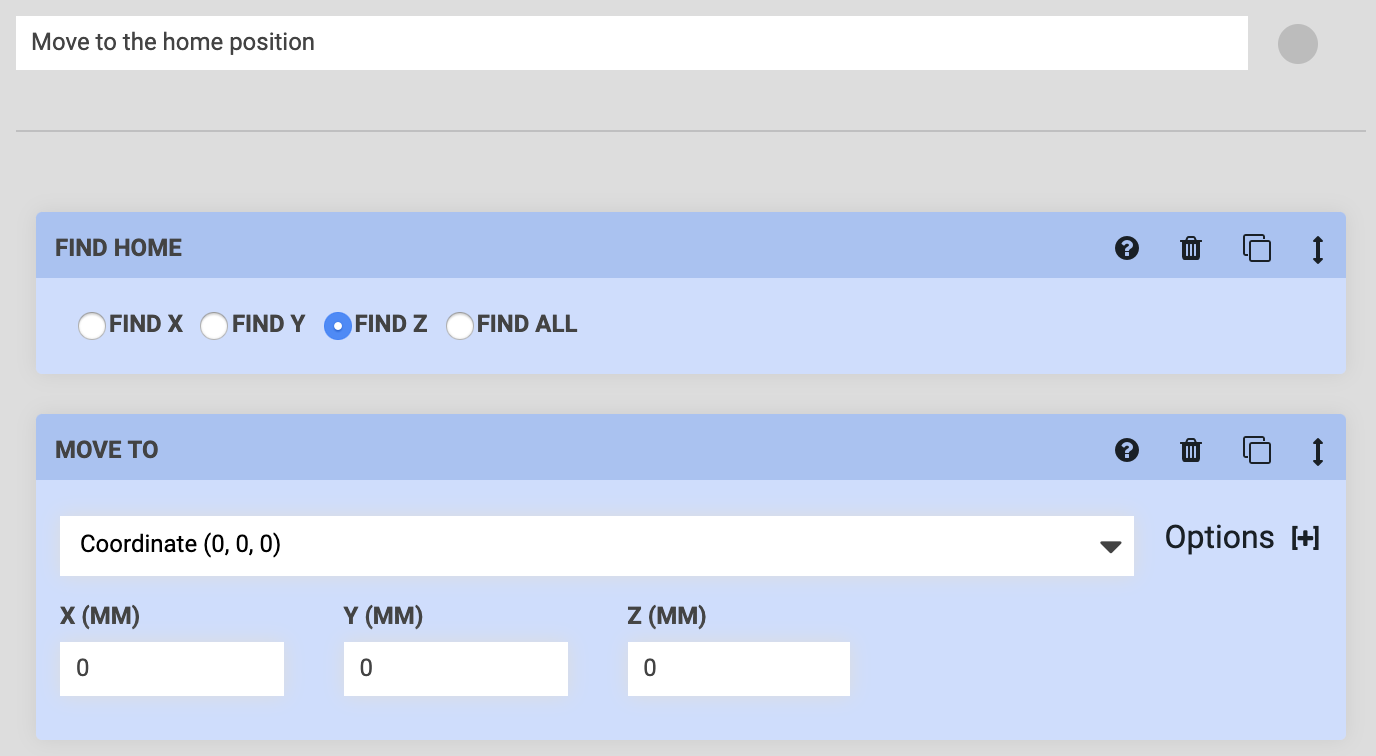 Move to the home position
FIND HOME
FIND X FIND Y FIND Z FIND ALL
MOVE TO
Coordinate (0, 0, 0)
Options [+]
X (MM) Y (MM) Z (MM)
0 0 0